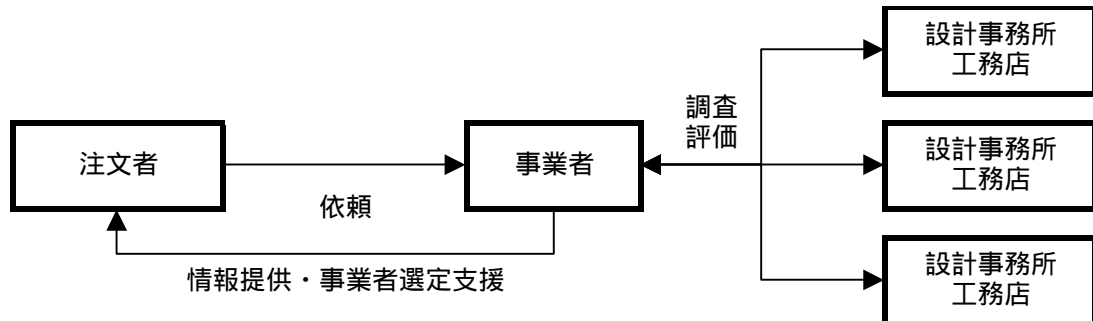 設計事務所
工務店
調査
評価
注文者
事業者
設計事務所
工務店
依頼
情報提供・事業者選定支援
設計事務所
工務店